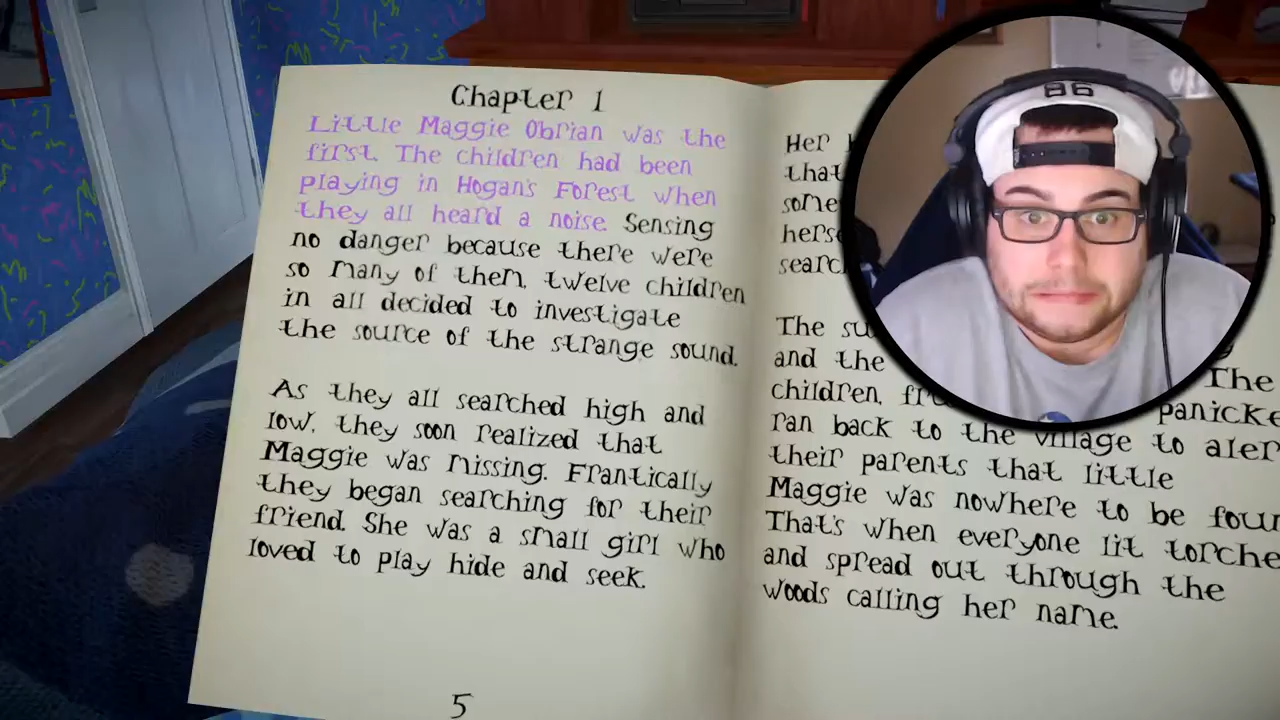 Chapter 1
Little Maggie Obrian was the
first. The children had been
playing in Hogan's Forest when
they all heard a noise. Sensing
no danger because there were
so many of them, twelve children
in all decided to investigate
the source of the strange sound.
As they all searched high and
low, they soon realized that
Maggie was missing. Frantically
they began searching for their
friend. She was a small girl who
loved to play hide and seek.
5
Her
that
The
and the
children,
The
panicke
ran back to the village to aler
their parents that little
Maggie was nowhere to be foun
That's when everyone lit torche
and spread out through the
woods calling her name.
86